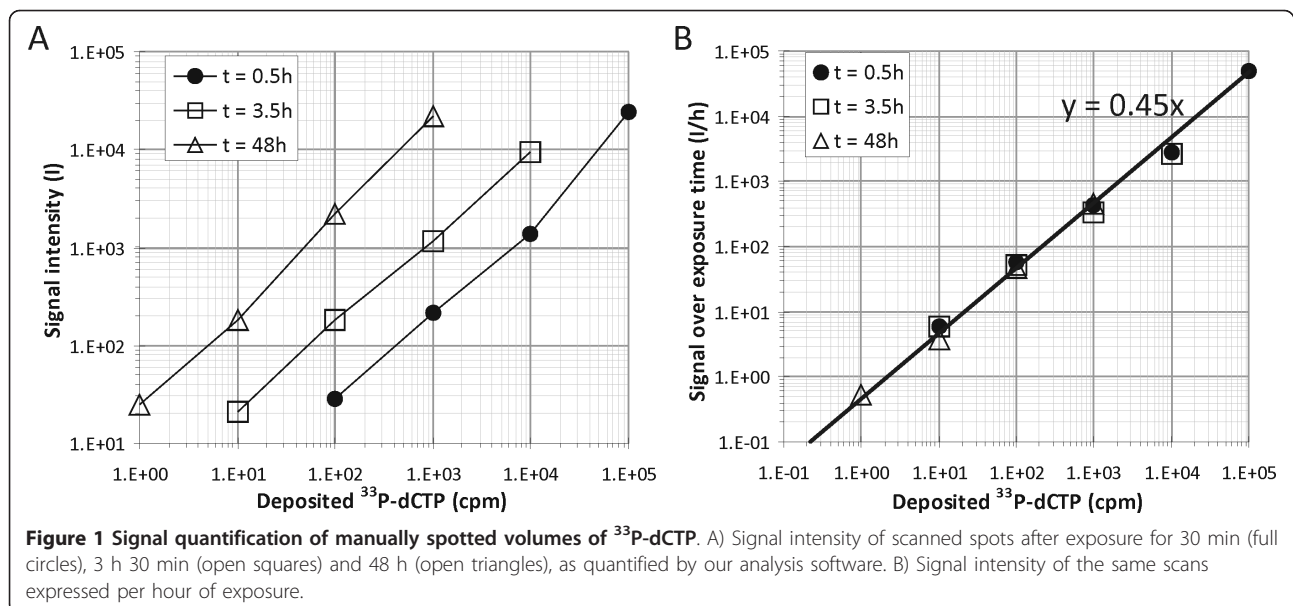 A
1.E+05
1.E+04
1.E+03
1.E+02
1.E+01
Signal intensity (I)
t = 0.5h
t = 3.5h
t = 48h
1.E+00 1.E+01 1.E+02 1.E+03 1.E+04 1.E+05
Deposited ³³P-dCTP (cpm)
B
1.E+05
1.E+04
1.E+03
1.E+02
1.E+01
1.E+00
1.E-01
Signal over exposure time (I/h)
t = 0.5h
t = 3.5h
t = 48h
y = 0.45x
1.E-01 1.E+00 1.E+01 1.E+02 1.E+03 1.E+04 1.E+05
Deposited ³³P-dCTP (cpm)
Figure 1 Signal quantification of manually spotted volumes of ³³P-dCTP. A) Signal intensity of scanned spots after exposure for 30 min (full
circles), 3 h 30 min (open squares) and 48 h (open triangles), as quantified by our analysis software. B) Signal intensity of the same scans
expressed per hour of exposure.